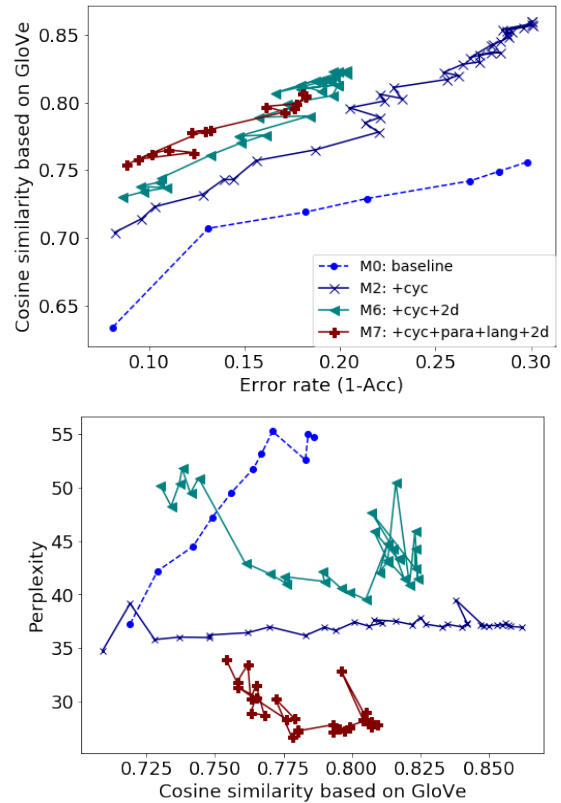 0.85
0.80
0.75
0.70
0.65
Cosine similarity based on GloVe
M0: baseline
M2: +cyc
M6: +cyc+2d
M7: +cyc+para+lang+2d
0.10 0.15 0.20 0.25 0.30
Error rate (1-Acc)
55
50
45
40
35
30
Perplexity
0.725 0.750 0.775 0.800 0.825 0.850
Cosine similarity based on GloVe